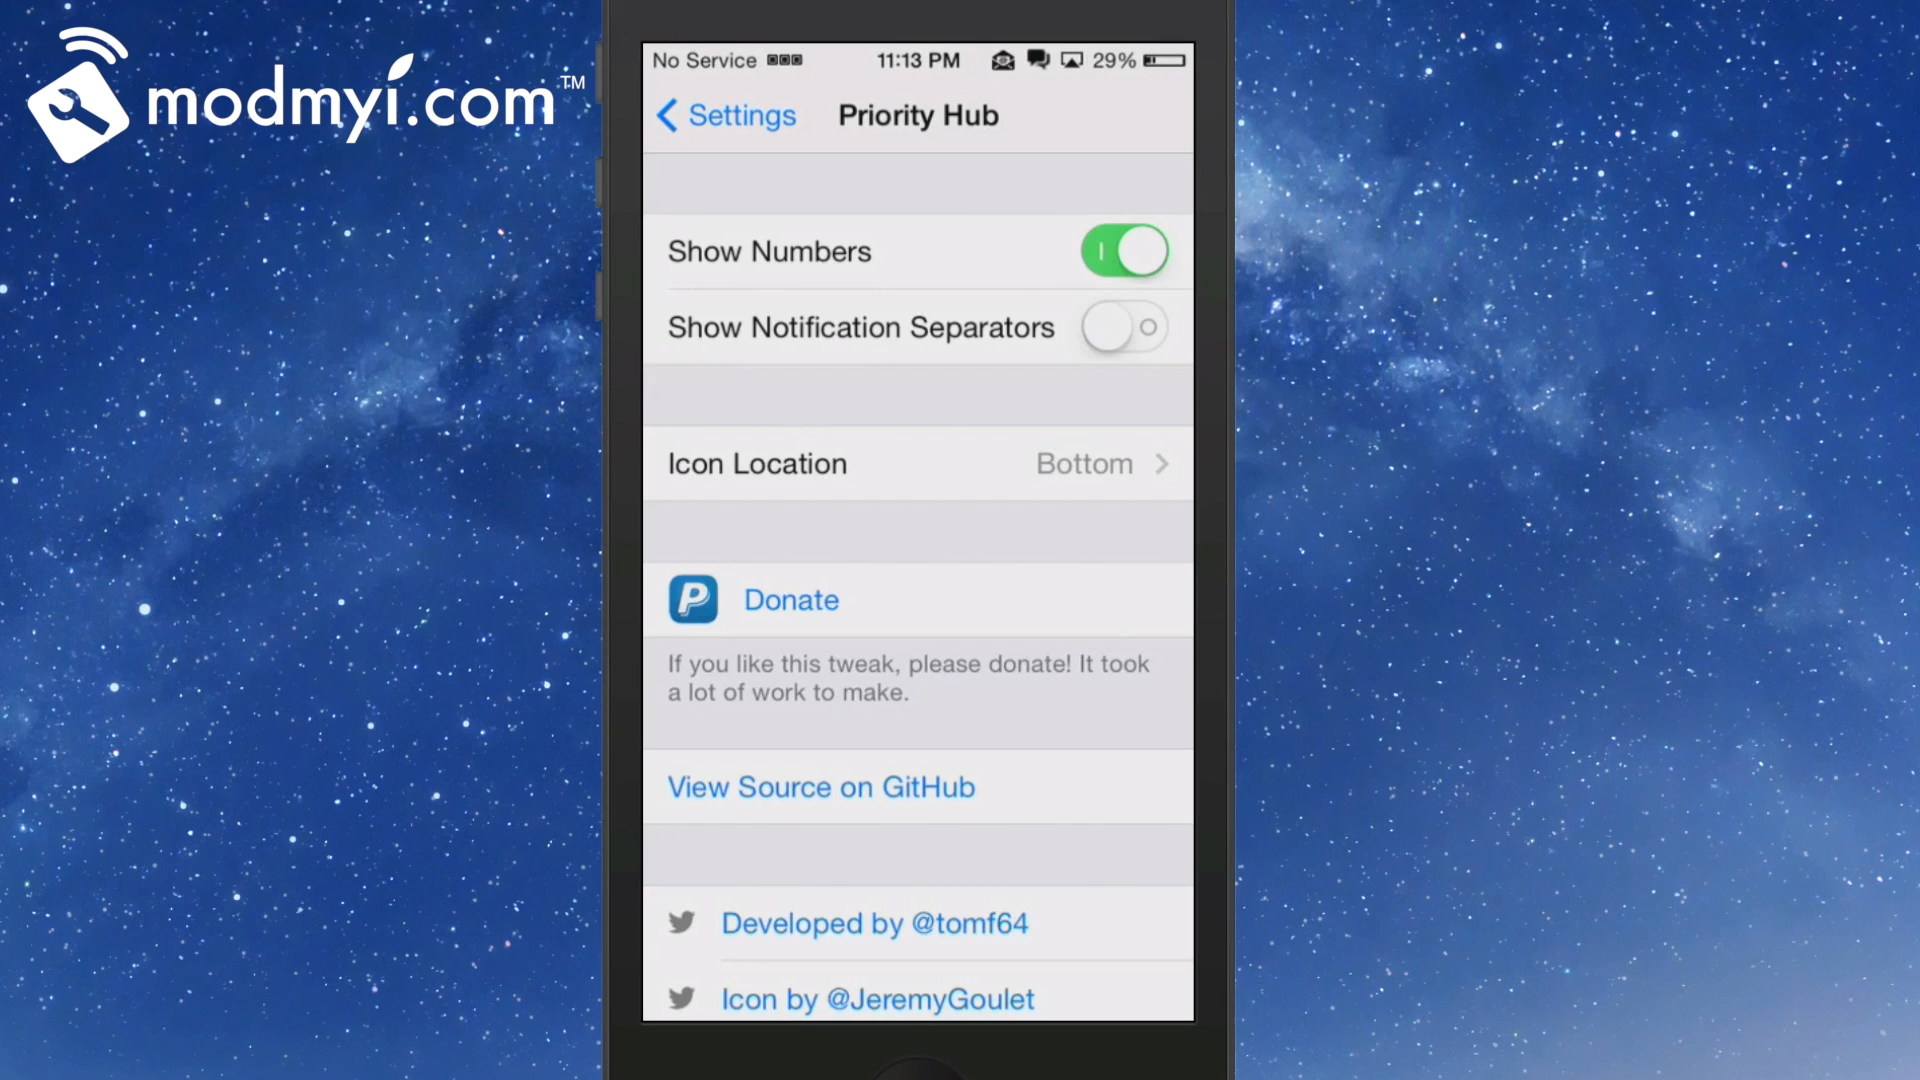 modmyi.com™
No Service 11:13 PM 29%
Settings Priority Hub
Show Numbers
Show Notification Separators
Icon Location Bottom
Donate
If you like this tweak, please donate! It took
a lot of work to make.
View Source on GitHub
Developed by @tomf64
Icon by @JeremyGoulet